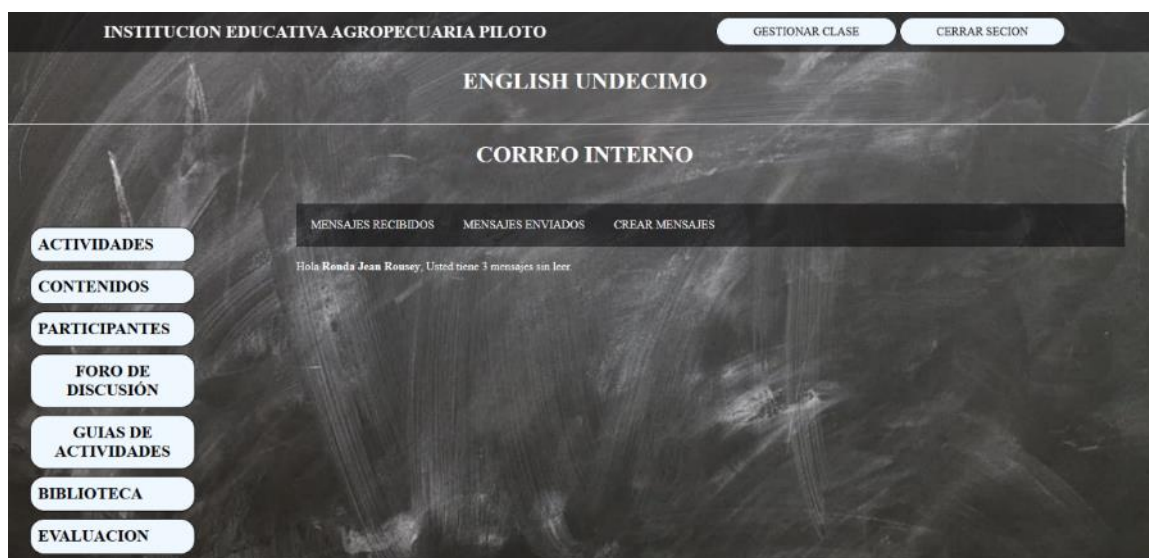 INSTITUCION EDUCATIVA AGROPECUARIA PILOTO
GESTIONAR CLASE
CERRAR SECION
ENGLISH UNDECIMO
CORREO INTERNO
MENSAJES RECIBIDOS
MENSAJES ENVIADOS
CREAR MENSAJES
Hola Ronda Jean Rousey, Usted tiene 3 mensajes sin leer.
ACTIVIDADES
CONTENIDOS
PARTICIPANTES
FORO DE
DISCUSIÓN
GUIAS DE
ACTIVIDADES
BIBLIOTECA
EVALUACION